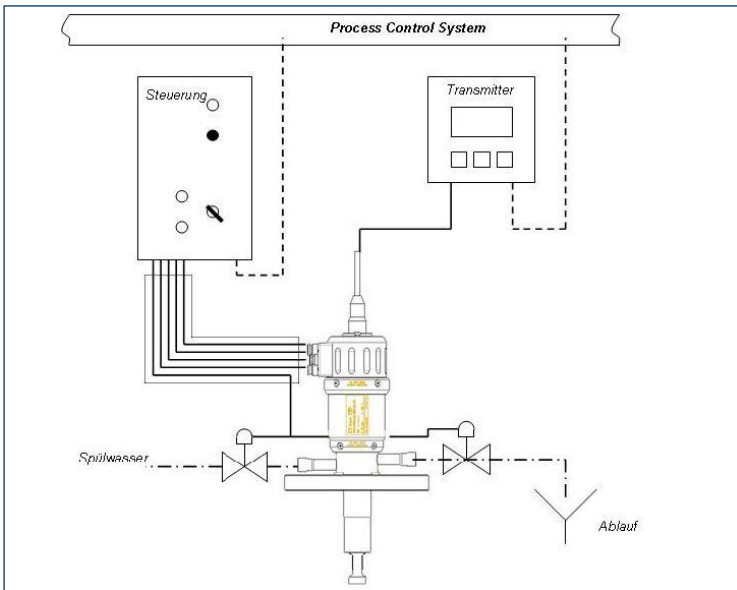 Process Control System
Steuerung
Transmitter
Spülwasser
Ablauf